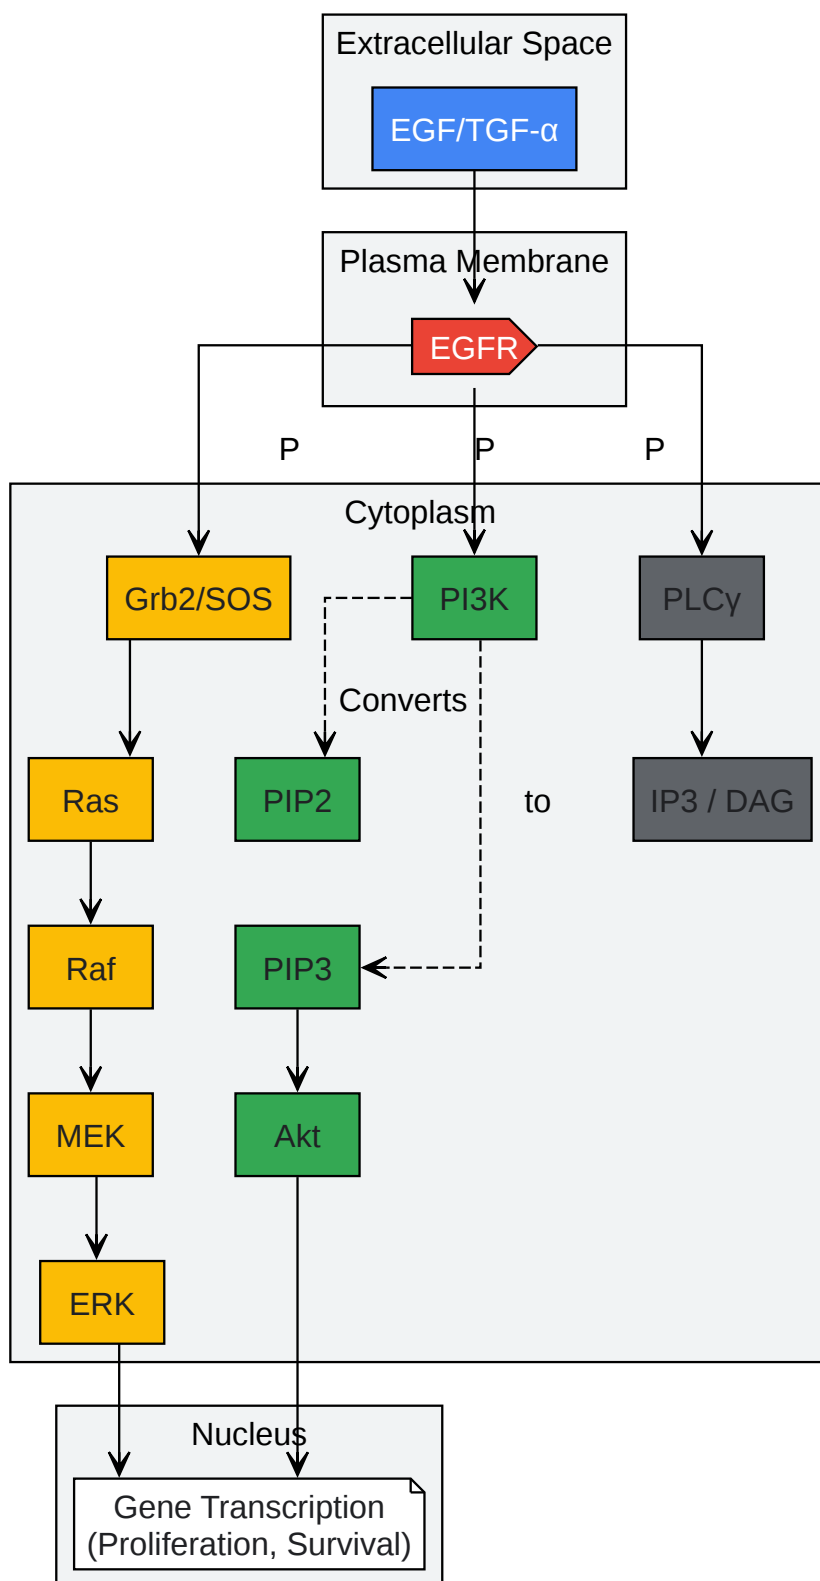 Extracellular Space
EGF/TGF-α
Plasma Membrane
EGFR
P
P
P
Cytoplasm
Grb2/SOS
PI3K
PLCγ
Converts
Ras
PIP2
to
IP3 / DAG
Raf
PIP3
MEK
Akt
ERK
Nucleus
Gene Transcription
(Proliferation, Survival)